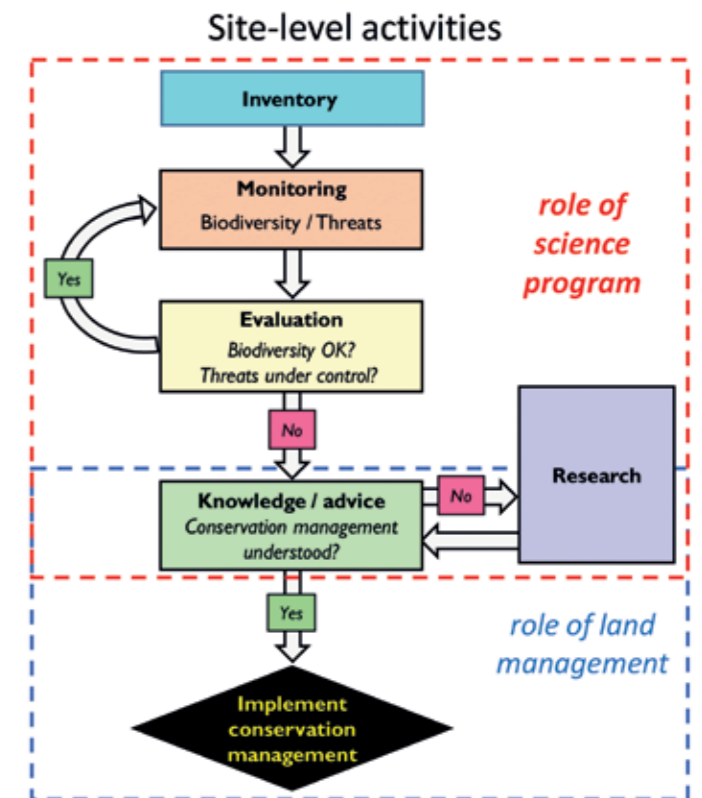 Site-level activities
Inventory
Monitoring
Biodiversity / Threats
role of
science
program
Yes
Evaluation
Biodiversity OK?
Threats under control?
No
Research
Knowledge / advice
Conservation management
understood?
No
Yes
role of land
management
Implement
conservation
management